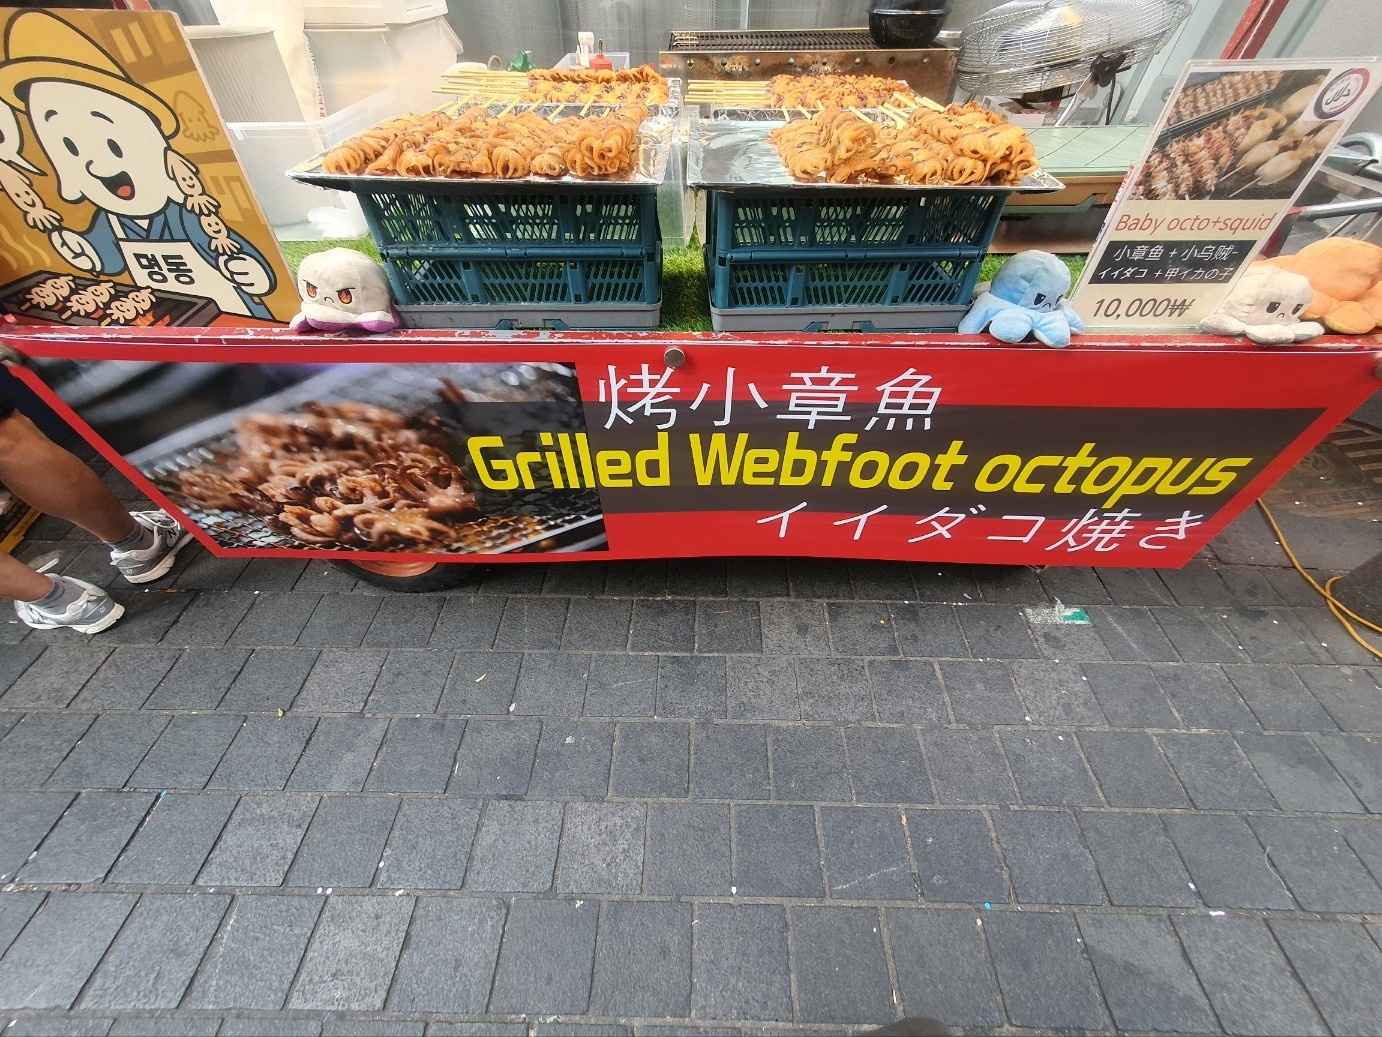 명동
Baby octo+squid
小章鱼 + 小乌贼-
イイダコ +甲イカの子
10,000₩
حلال
烤小章魚
Grilled Webfoot octopus
イイダコ焼き